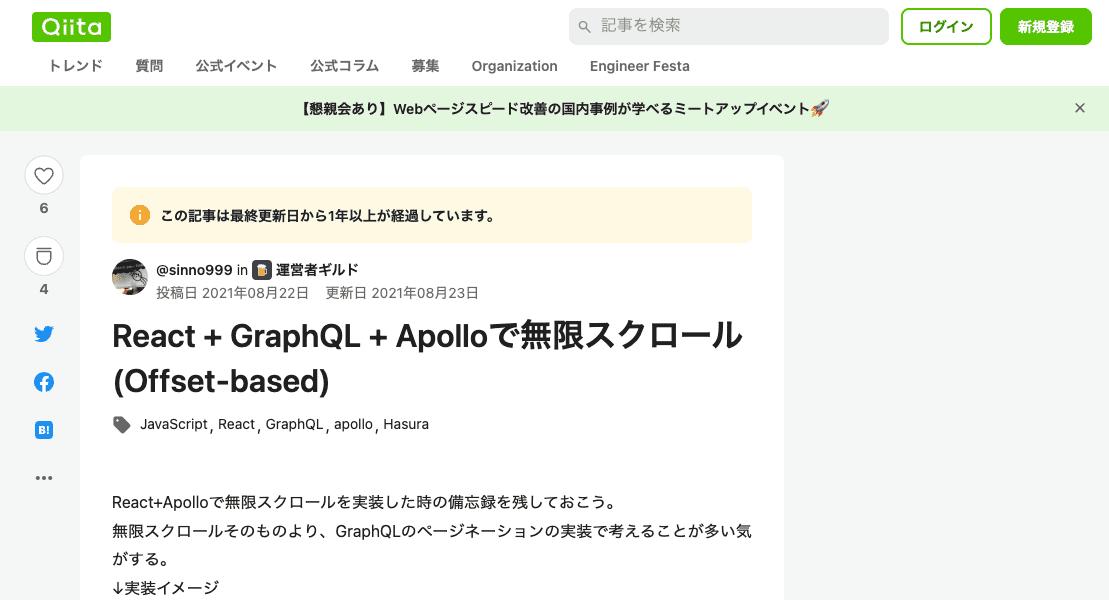 Qiita
記事を検索
ログイン
新規登録
トレンド 質問 公式イベント 公式コラム 募集 Organization Engineer Festa
【懇親会あり】Webページスピード改善の国内事例が学べるミートアップイベント🚀
6
4
B!
この記事は最終更新日から1年以上が経過しています。
@sinno999 in 🍺 運営者ギルド
投稿日 2021年08月22日 更新日 2021年08月23日
React + GraphQL + Apolloで無限スクロール
(Offset-based)
JavaScript, React, GraphQL, apollo, Hasura
React+Apolloで無限スクロールを実装した時の備忘録を残しておこう。
無限スクロールそのものより、GraphQLのページネーションの実装で考えることが多い気
がする。
↓実装イメージ